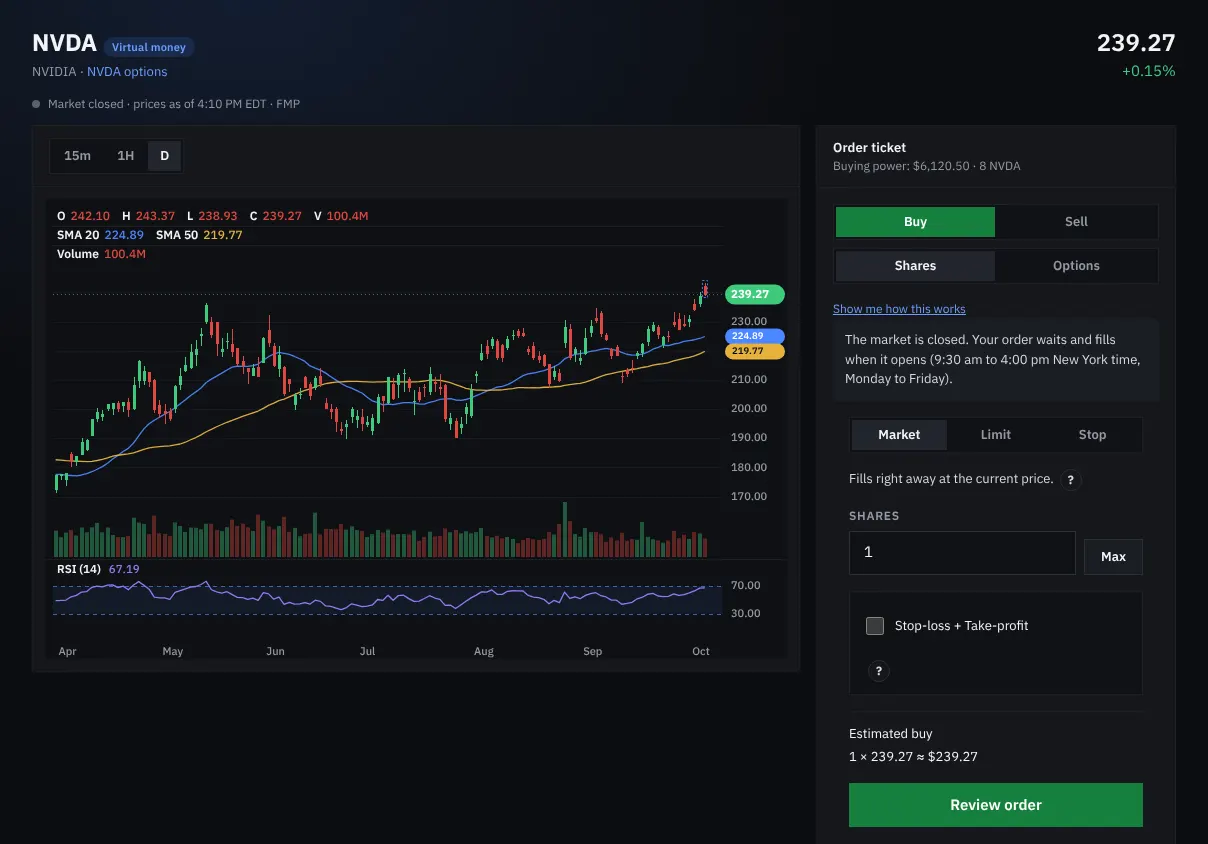 NVDA Virtual money
NVIDIA · NVDA options
239.27
+0.15%
Market closed · prices as of 4:10 PM EDT · FMP
15m 1H D
O 242.10 H 243.37 L 238.93 C 239.27 V 100.4M
SMA 20 224.89 SMA 50 219.77
Volume 100.4M
239.27
230.00
224.89
219.77
210.00
200.00
190.00
180.00
170.00
RSI (14) 67.19
70.00
30.00
Apr May Jun Jul Aug Sep Oct
Order ticket
Buying power: $6,120.50 · 8 NVDA
Buy Sell
Shares Options
Show me how this works
The market is closed. Your order waits and fills
when it opens (9:30 am to 4:00 pm New York time,
Monday to Friday).
Market Limit Stop
Fills right away at the current price. ?
SHARES
1 Max
Stop-loss + Take-profit
?
Estimated buy
1 × 239.27 ≈ $239.27
Review order